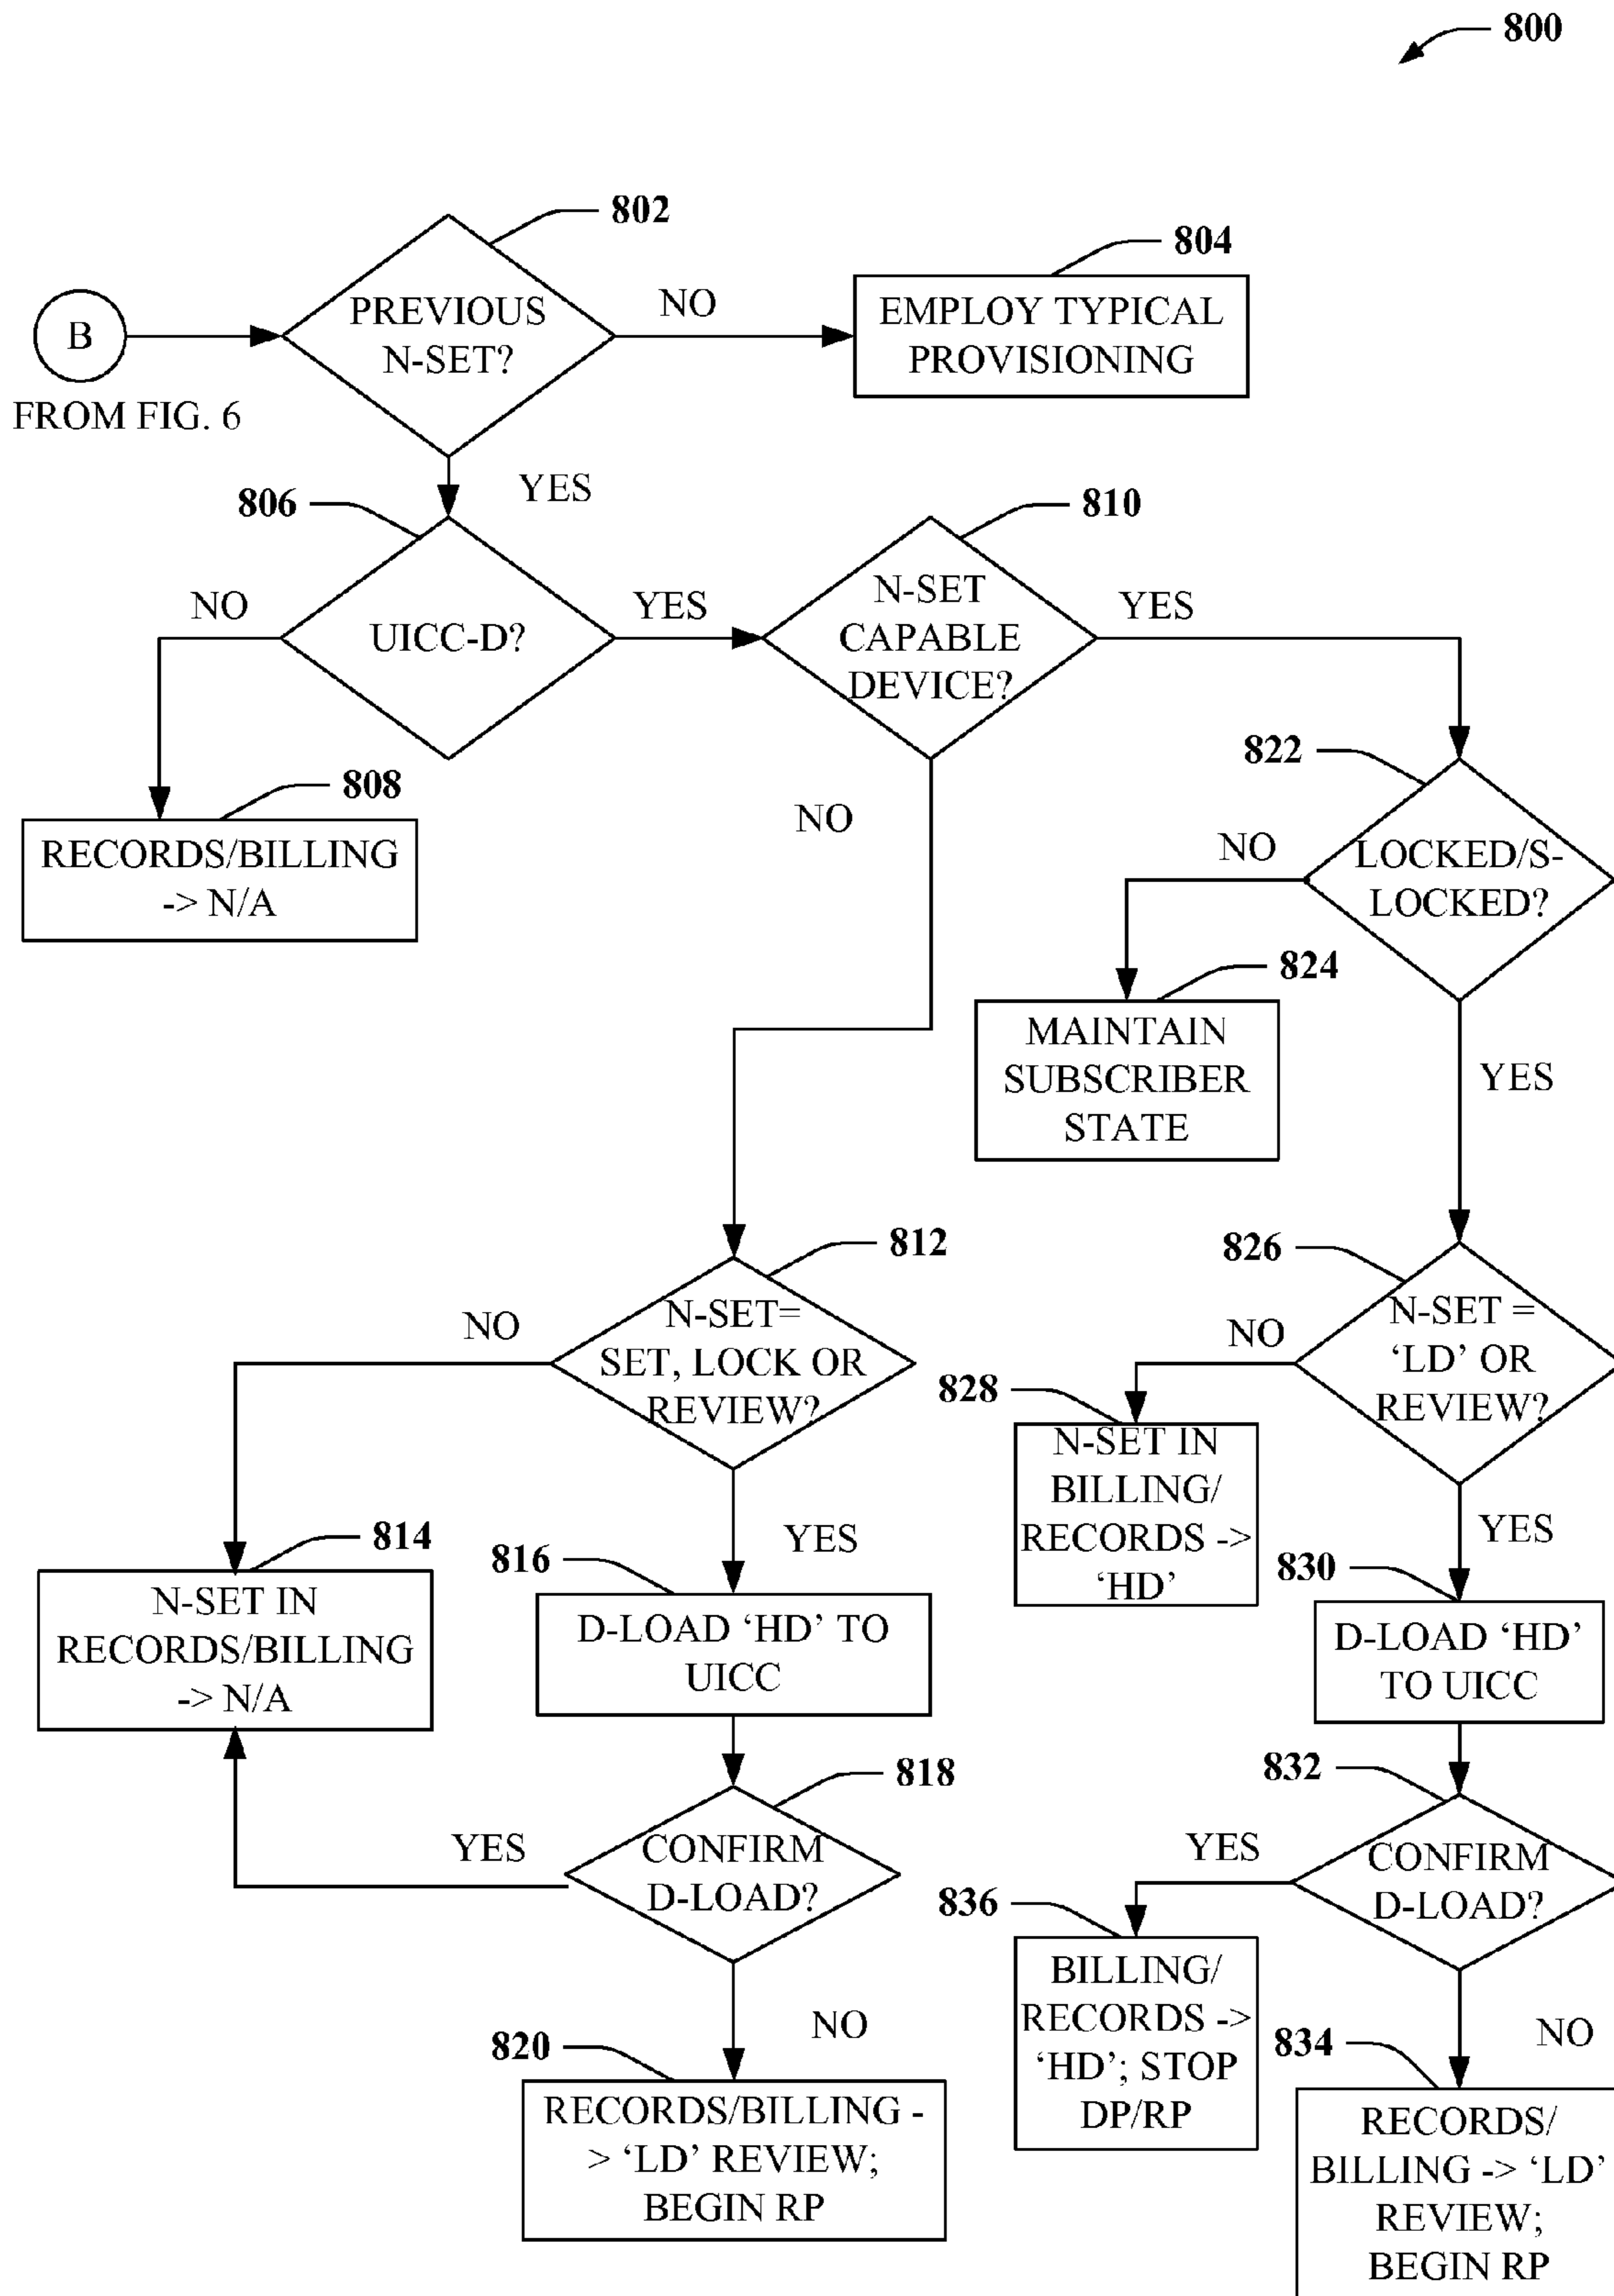 800
802
804
B
PREVIOUS
N-SET?
NO
EMPLOY TYPICAL
PROVISIONING
FROM FIG. 6
YES
806
810
NO
UICC-D?
YES
N-SET
CAPABLE
DEVICE?
YES
808
RECORDS/BILLING
-> N/A
NO
822
NO
LOCKED/S-
LOCKED?
824
MAINTAIN
SUBSCRIBER
STATE
YES
812
826
NO
N-SET=
SET, LOCK OR
REVIEW?
NO
N-SET =
‘LD’ OR
REVIEW?
828
N-SET IN
BILLING/
RECORDS ->
‘HD’
814
N-SET IN
RECORDS/BILLING
-> N/A
YES
816
D-LOAD ‘HD’ TO
UICC
YES
830
D-LOAD ‘HD’
TO UICC
818
YES
CONFIRM
D-LOAD?
832
YES
CONFIRM
D-LOAD?
836
BILLING/
RECORDS ->
‘HD’; STOP
DP/RP
NO
820
RECORDS/BILLING -
> ‘LD’ REVIEW;
BEGIN RP
NO
834
RECORDS/
BILLING -> ‘LD’
REVIEW;
BEGIN RP